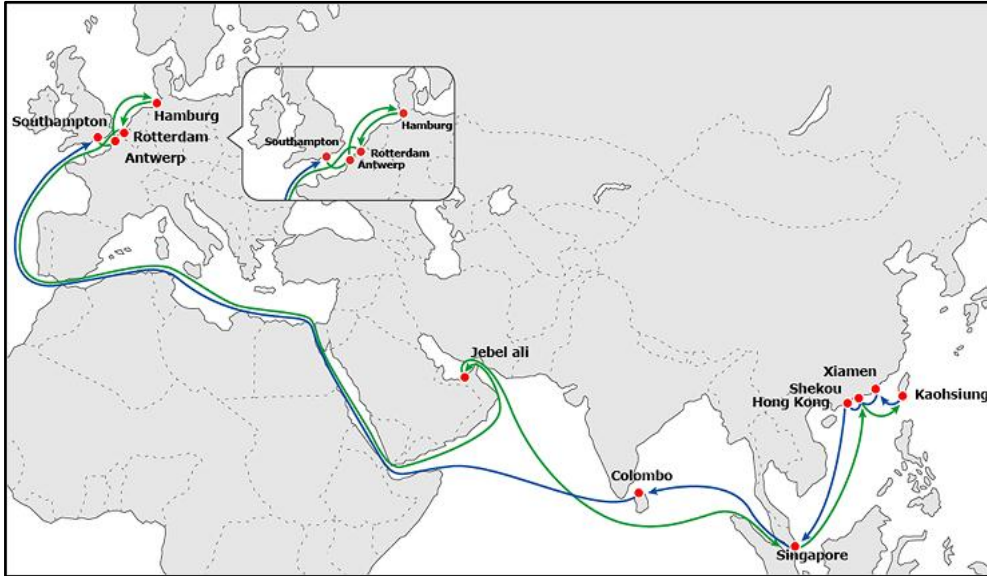 Southampton
Hamburg
Rotterdam
Antwerp
Southampton
Hamburg
Rotterdam
Antwerp
Jebel ali
Xiamen
Shekou
Hong Kong
Kaohsiung
Colombo
Singapore